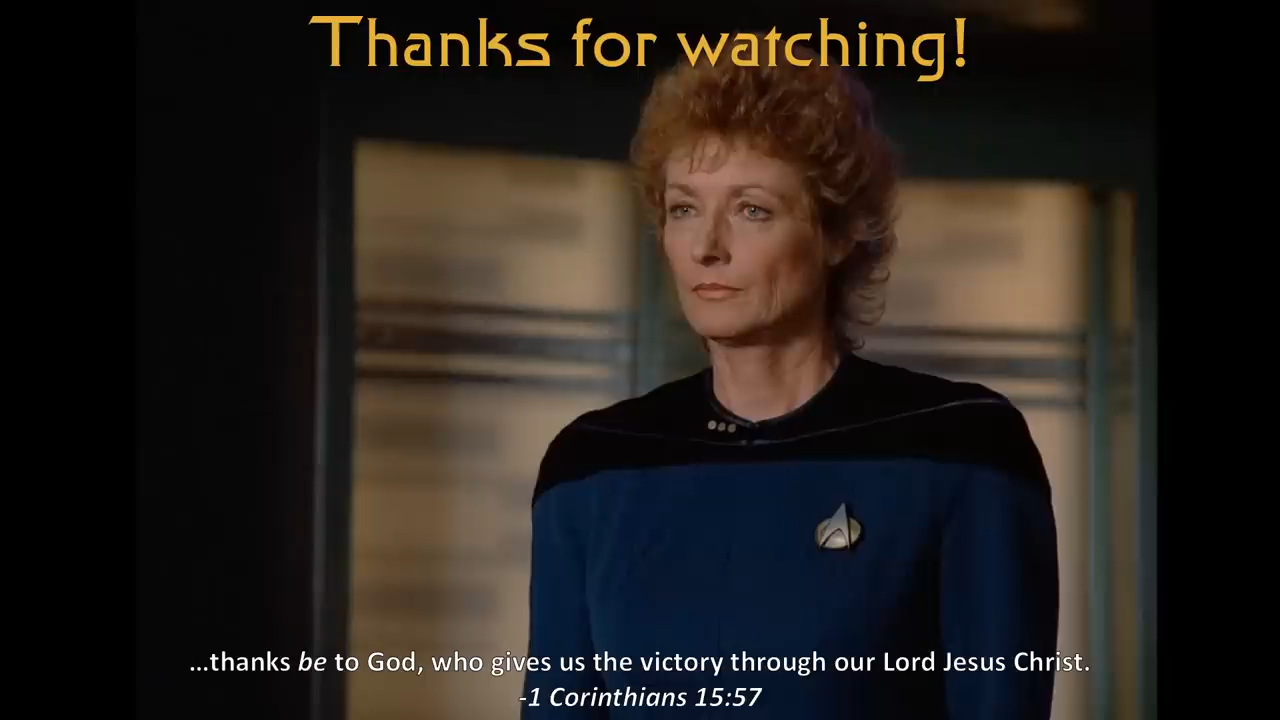 Thanks for watching!
...thanks be to God, who gives us the victory through our Lord Jesus Christ.
-1 Corinthians 15:57